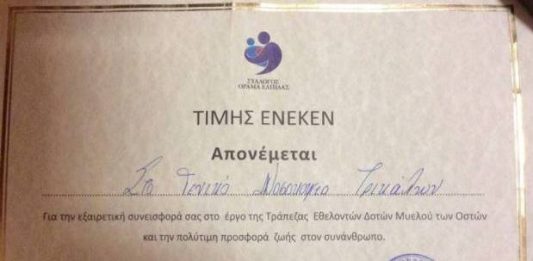 ΣΥΛΛΟΓΟΣ
ΟΡΑΜΑ ΕΛΠΙΔΑΣ
ΤΙΜΗΣ ΕΝΕΚΕΝ
Απονέμεται
Στο Γενικό Νοσοκομείο Τρικάλων
Για την εξαιρετική συνεισφορά σας στο έργο της Τράπεζας Εθελοντών Δοτών Μυελού των Οστών
και την πολύτιμη προσφορά ζωής στον συνάνθρωπο.